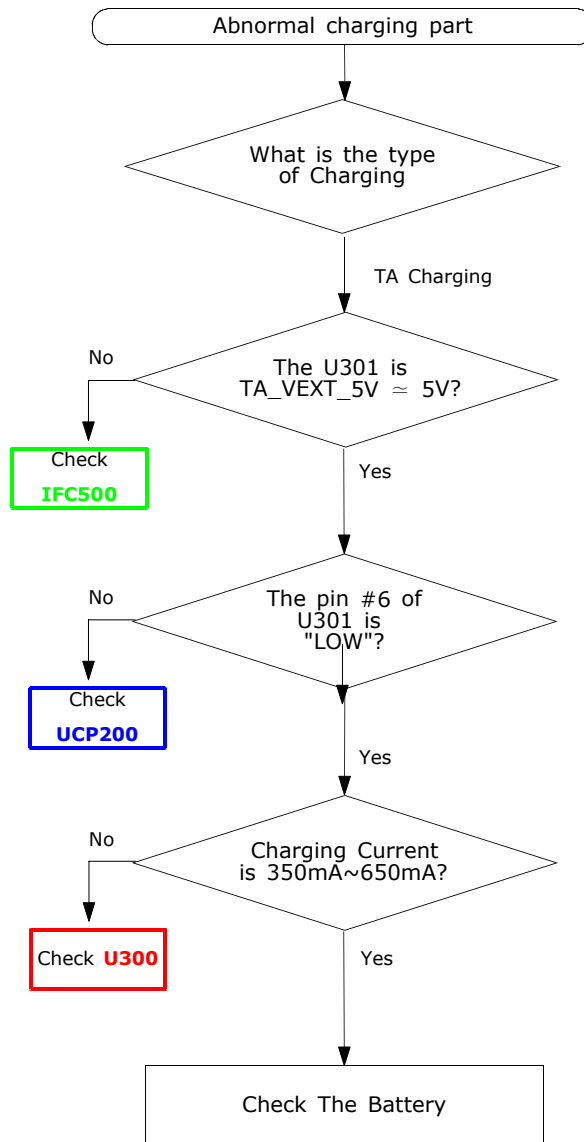 Abnormal charging part
What is the type
of Charging
TA Charging
No
The U301 is
TA_VEXT_5V ≃ 5V?
Check
IFC500
Yes
No
The pin #6 of
U301 is
"LOW"?
Check
UCP200
Yes
No
Charging Current
is 350mA~650mA?
Check U300
Yes
Check The Battery